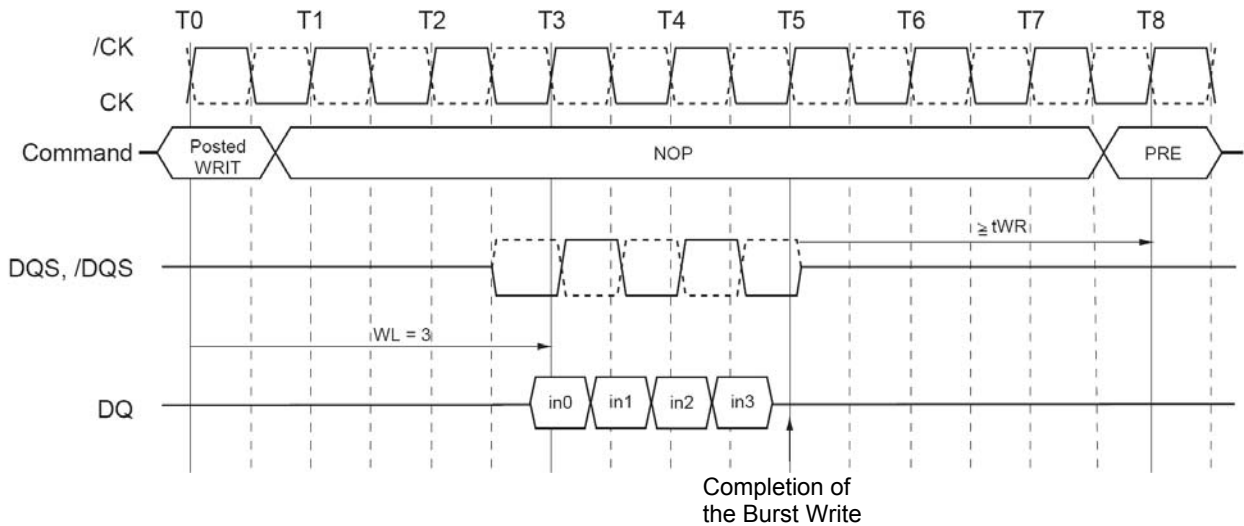 T0 T1 T2 T3 T4 T5 T6 T7 T8
/CK
CK
Command
Posted
WRIT
NOP
PRE
≧ tWR
DQS, /DQS
WL = 3
DQ
in0 in1 in2 in3
Completion of
the Burst Write